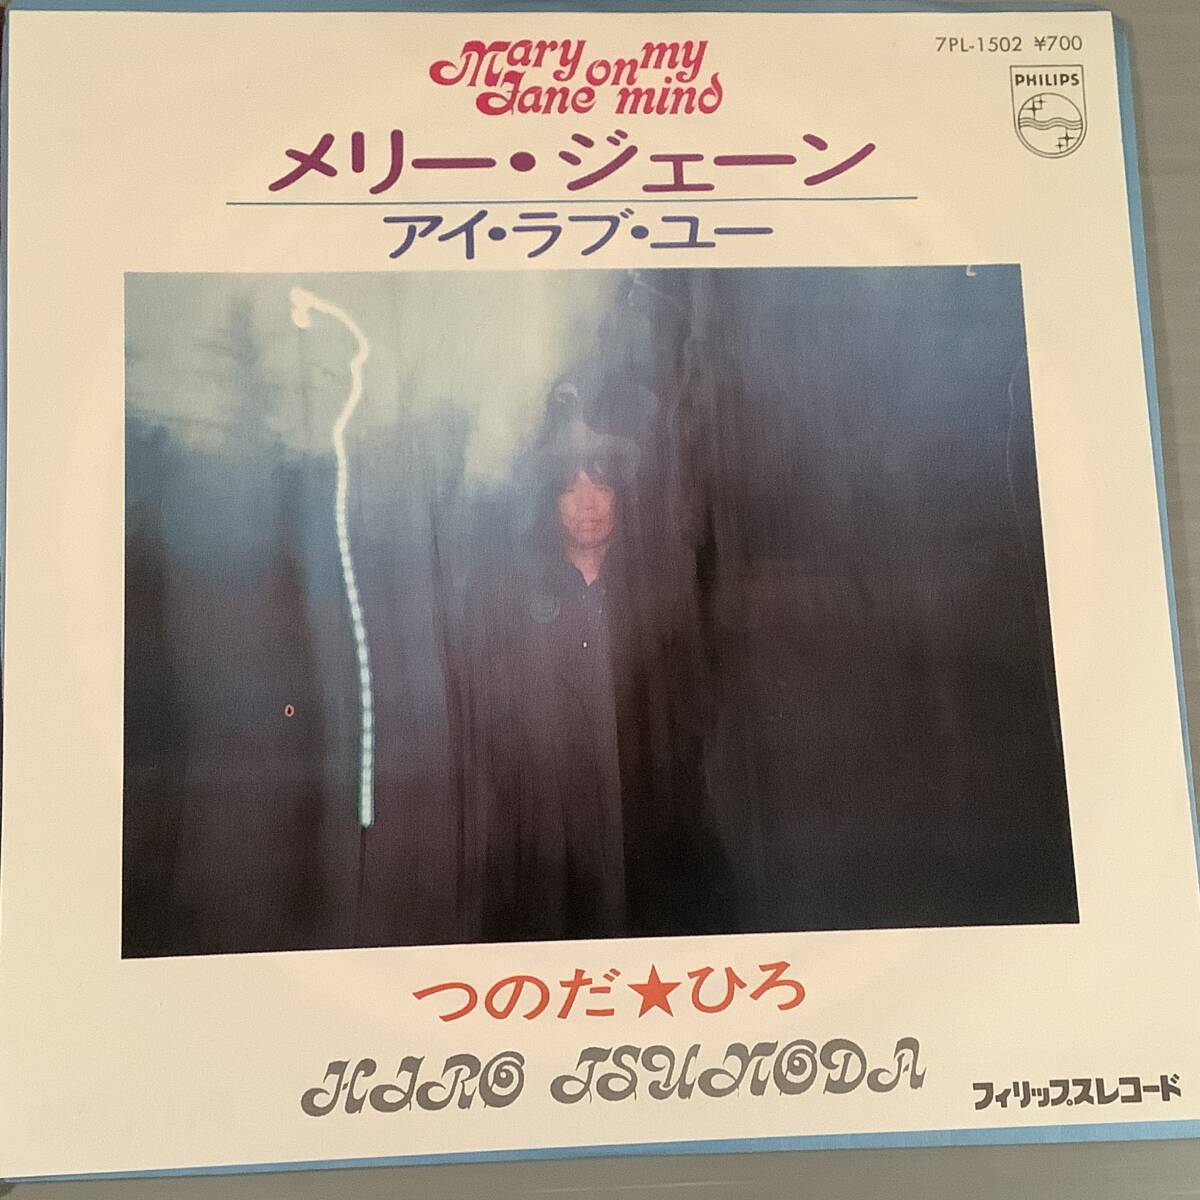 Mary on my
Jane mind
7PL-1502 ¥700
PHILIPS
メリー・ジェーン
アイ・ラブ・ユー
つのだ★ひろ
HIRO TSUNODA
フィリップスレコード